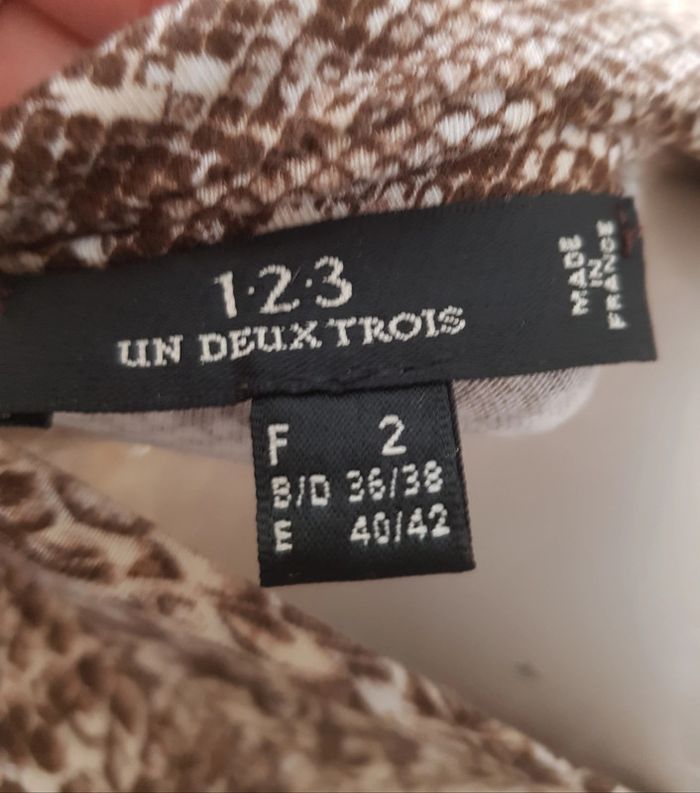 1·2·3
UN DEUX TROIS
MADE
IN
FRANCE
F 2
B/D 36/38
E 40/42